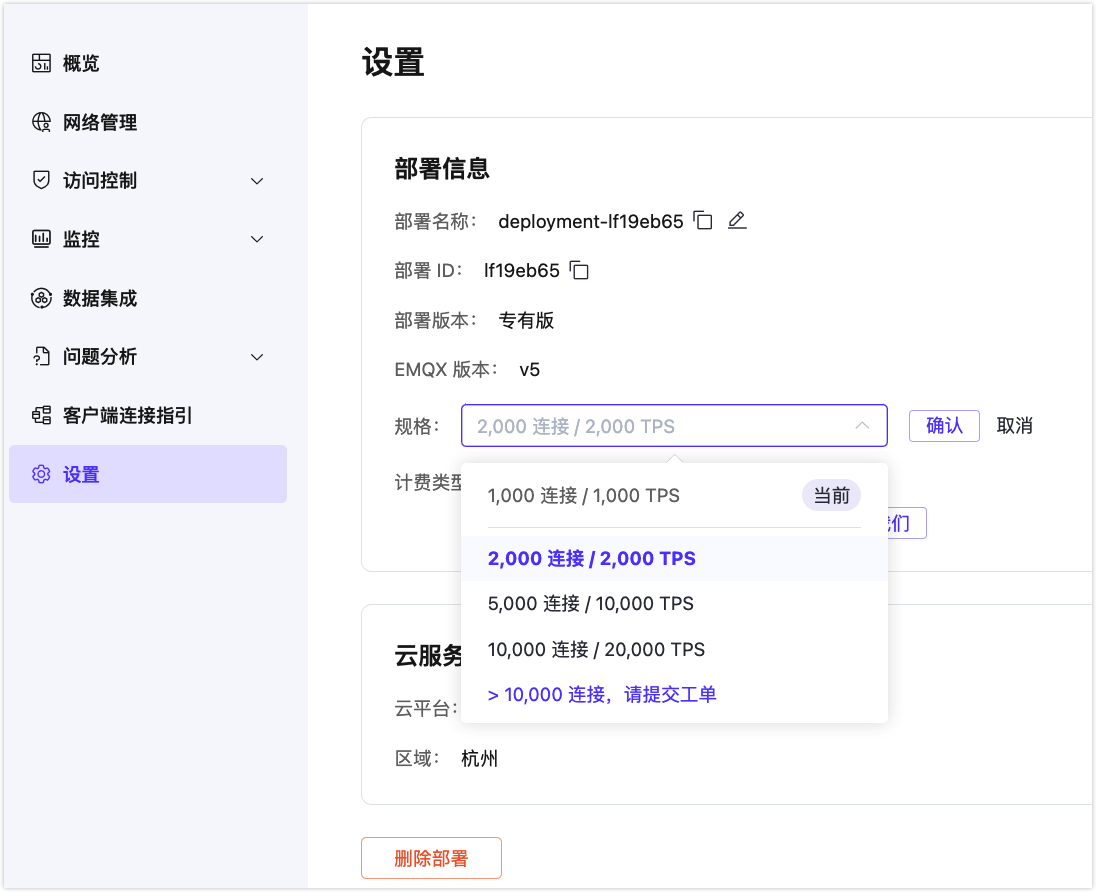 概览
网络管理
访问控制
监控
数据集成
问题分析
客户端连接指引
设置
设置
部署信息
部署名称： deployment-lf19eb65
部署 ID： lf19eb65
部署版本： 专有版
EMQX 版本： v5
规格： 2,000 连接 / 2,000 TPS 确认 取消
计费类型
1,000 连接 / 1,000 TPS 当前
们
2,000 连接 / 2,000 TPS
5,000 连接 / 10,000 TPS
10,000 连接 / 20,000 TPS
> 10,000 连接，请提交工单
云服务
云平台：
区域： 杭州
删除部署